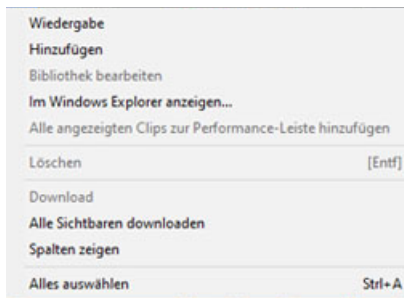 Wiedergabe
Hinzufügen
Bibliothek bearbeiten
Im Windows Explorer anzeigen...
Alle angezeigten Clips zur Performance-Leiste hinzufügen
Löschen [Entf]
Download
Alle Sichtbaren downloaden
Spalten zeigen
Alles auswählen Strl+A